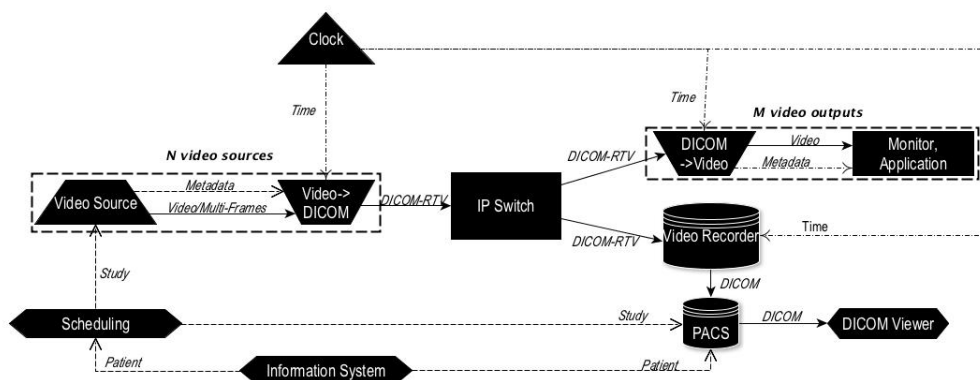 Clock
Time
Time
M video outputs
N video sources
DICOM
->Video
Video
Metadata
Monitor,
Application
DICOM-RTV
Video Source
Metadata
Video/Multi-Frames
Video->
DICOM
DICOM-RTV
IP Switch
DICOM-RTV
Video Recorder
Time
Study
DICOM
Scheduling
Study
PACS
DICOM
DICOM Viewer
Patient
Information System
Patient